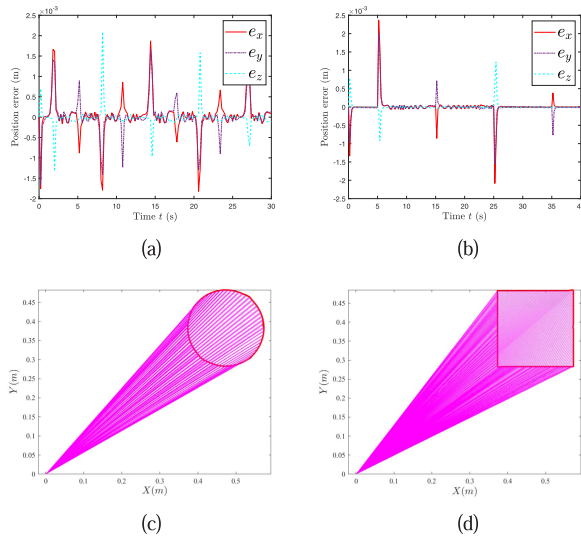 ×10⁻³
2
1.5
1
0.5
0
-0.5
-1
-1.5
-2
0 5 10 15 20 25 30
Position error (m)
Time t (s)
e_x
e_y
e_z
(a)
×10⁻³
2.5
2
1.5
1
0.5
0
-0.5
-1
-1.5
-2
-2.5
0 5 10 15 20 25 30 35 40
Position error (m)
Time t (s)
e_x
e_y
e_z
(b)
0.45
0.4
0.35
0.3
0.25
0.2
0.15
0.1
0.05
0
0 0.1 0.2 0.3 0.4 0.5
Y(m)
X(m)
(c)
0.45
0.4
0.35
0.3
0.25
0.2
0.15
0.1
0.05
0
0 0.1 0.2 0.3 0.4 0.5
Y(m)
X(m)
(d)